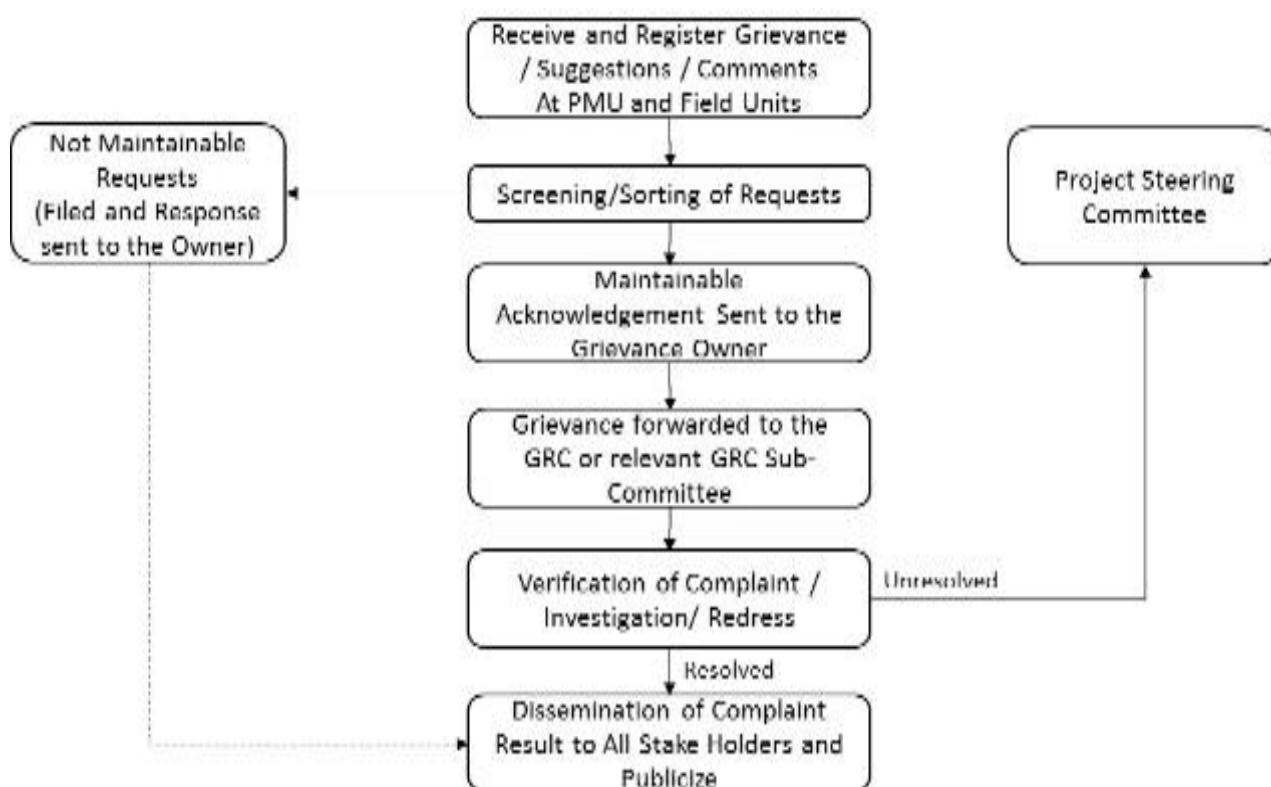 Receive and Register Grievance
/ Suggestions / Comments
At PMU and Field Units
Not Maintainable
Requests
(Filed and Response
sent to the Owner)
Screening/Sorting of Requests
Project Steering
Committee
Maintainable
Acknowledgement Sent to the
Grievance Owner
Grievance forwarded to the
GRC or relevant GRC Sub-
Committee
Verification of Complaint /
Investigation/ Redress
Unresolved
Resolved
Dissemination of Complaint
Result to All Stake Holders and
Publicize